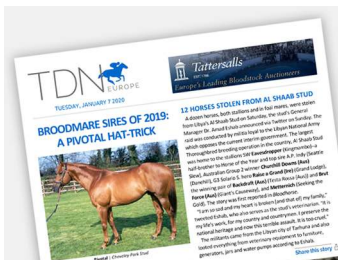 TDN
EUROPE
TUESDAY, JANUARY 7 2020
Tattersalls
Europe's Leading Bloodstock Auctioneers
BROODMARE SIRES OF 2019:
A PIVOTAL HAT-TRICK
Pivotal | Cheveley Park Stud
12 HORSES STOLEN FROM AL SHAAB STUD
A dozen horses, both stallions and in foal mares, were stolen
from Libya's Al Shaab Stud on Saturday, the stud's General
Manager Dr. Amad Eshab announced via Twitter on Sunday. The
raid was conducted by militia loyal to the Libyan National Army
which opposes the current interim government. The largest
Thoroughbred breeding operation in the country, Al Shaab Stud
was home to the stallions SW Eavesdropper (Kingmambo)–a
half-brother to Horse of the Year and top sire A.P. Indy (Seattle
Slew), Australian Group 2 winner Churchill Downs (Aus)
(Danehill), G3 Solario S. hero Raise a Grand (Ire) (Grand Lodge),
the winning pair of Backdraft (Aus) (Testa Rossa {Aus}) and Brut
Force (Aus) (Giant's Causeway), and Metternich (Seeking the
Gold). The story was first reported in Bloodhorse.
"I am so sad and my heart is broken [and that of] my family,"
tweeted Eshab, who also serves as the stud's veterinarian. "It is
my life's work, for my country and countrymen. I preserve the
national heritage and now this terrible assault. It is too cruel."
The militants came from the Libyan city of Tarhuna and also
looted everything from veterinary equipment to furniture,
generators, jars and water pumps according to Eshab.
Share this story